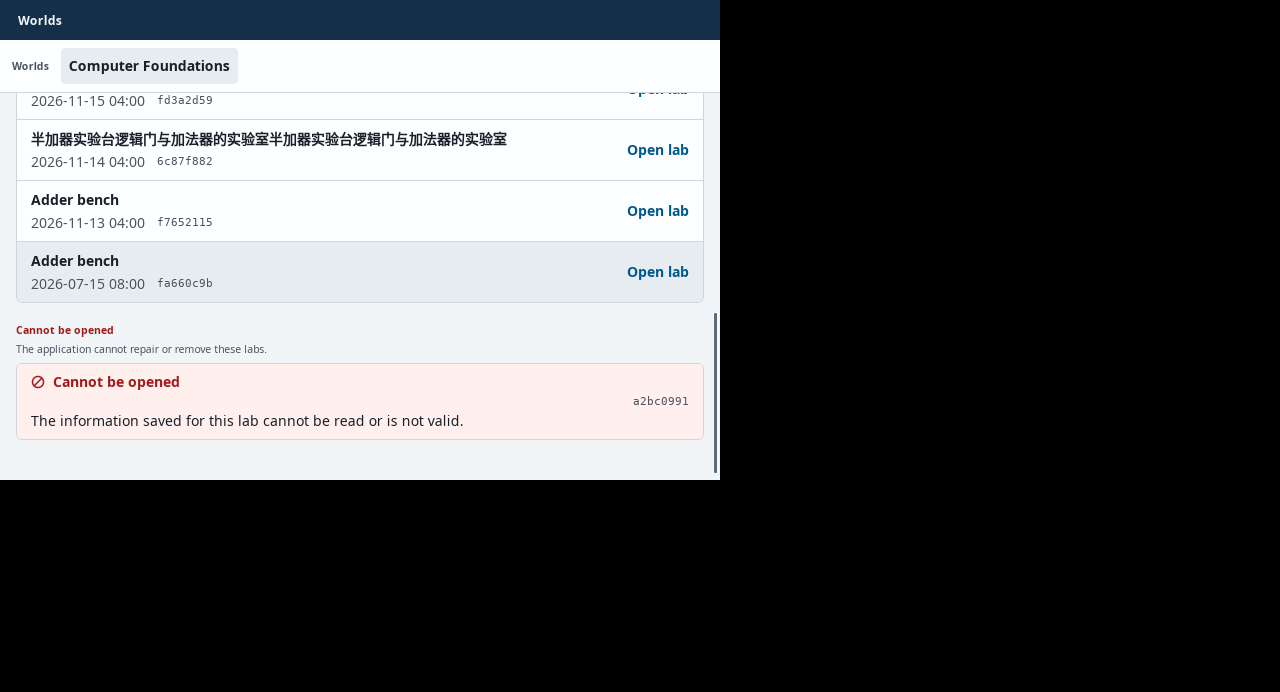 Worlds
Worlds Computer Foundations
2026-11-15 04:00 fd3a2d59
半加器实验台逻辑门与加法器的实验室半加器实验台逻辑门与加法器的实验室
2026-11-14 04:00 6c87f882
Open lab
Adder bench
2026-11-13 04:00 f7652115
Open lab
Adder bench
2026-07-15 08:00 fa660c9b
Open lab
Cannot be opened
The application cannot repair or remove these labs.
Cannot be opened
a2bc0991
The information saved for this lab cannot be read or is not valid.